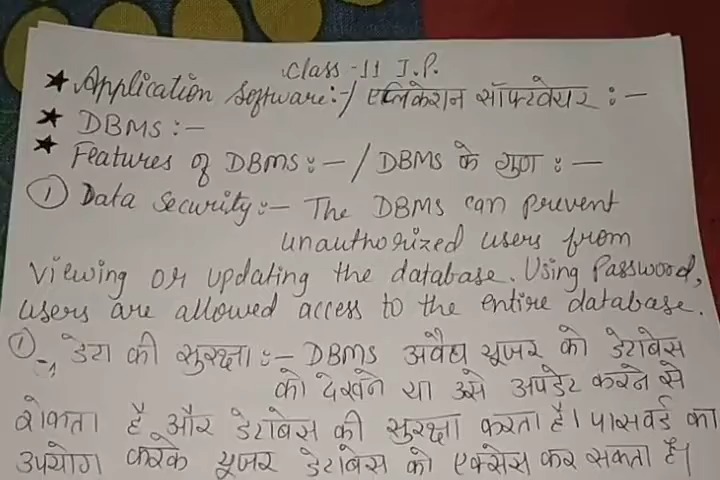 Class-11 I.P.
★ Application Software:-/ एप्लिकेशन सॉफ्टवेयर :-
★ DBMS :-
★ Features of DBMS :- / DBMS के गुण :-
① Data Security :- The DBMS can prevent
unauthorized users from
viewing or updating the database. Using Password,
users are allowed access to the entire database.
① डेटा की सुरक्षा :- DBMS अवैद्य यूजर को डेटाबेस
को देखने या उसे अपडेट करने से
रोकता है और डेटाबेस की सुरक्षा करता है। पासवर्ड का
उपयोग करके यूजर डेटाबेस को एक्सेस कर सकता है।